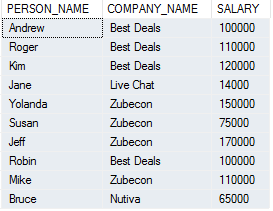 PERSON_NAME COMPANY_NAME SALARY
Andrew Best Deals 100000
Roger Best Deals 110000
Kim Best Deals 120000
Jane Live Chat 14000
Yolanda Zubecon 150000
Susan Zubecon 75000
Jeff Zubecon 170000
Robin Best Deals 100000
Mike Zubecon 110000
Bruce Nutiva 65000